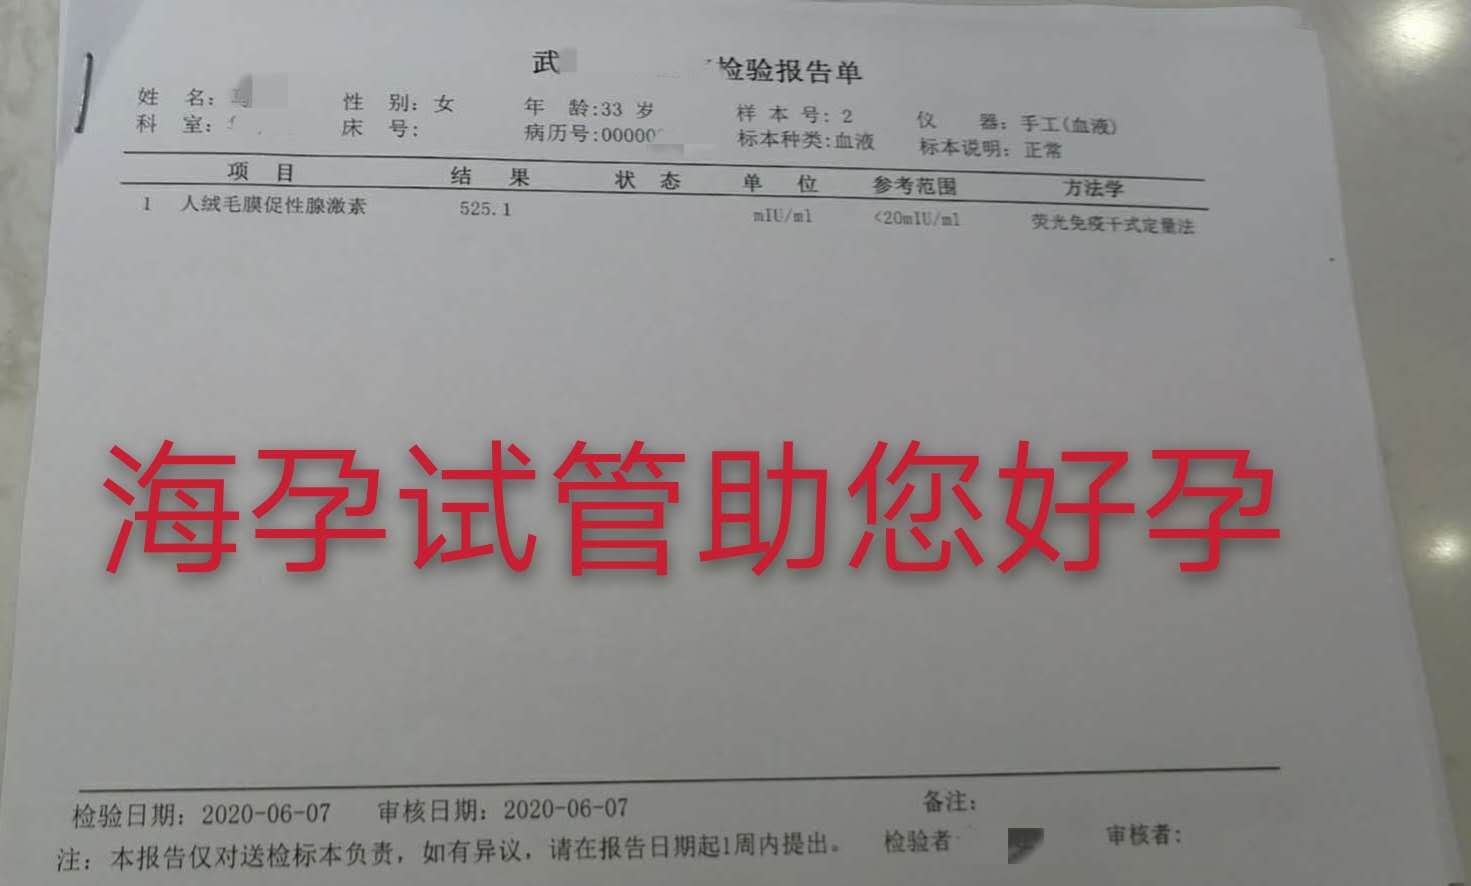 武 检验报告单
姓 名: 性 别: 女 年 龄:33 岁 样 本 号: 2 仪 器: 手工(血液)
科 室: 床 号: 病历号:00000 标本种类:血液 标本说明: 正常
项 目 结 果 状 态 单 位 参考范围 方法学
1 人绒毛膜促性腺激素 525.1 mIU/ml <20mIU/ml 荧光免疫干式定量法
海孕试管助您好孕
检验日期: 2020-06-07 审核日期: 2020-06-07 备注:
注: 本报告仅对送检标本负责, 如有异议, 请在报告日期起1周内提出。 检验者 审核者: